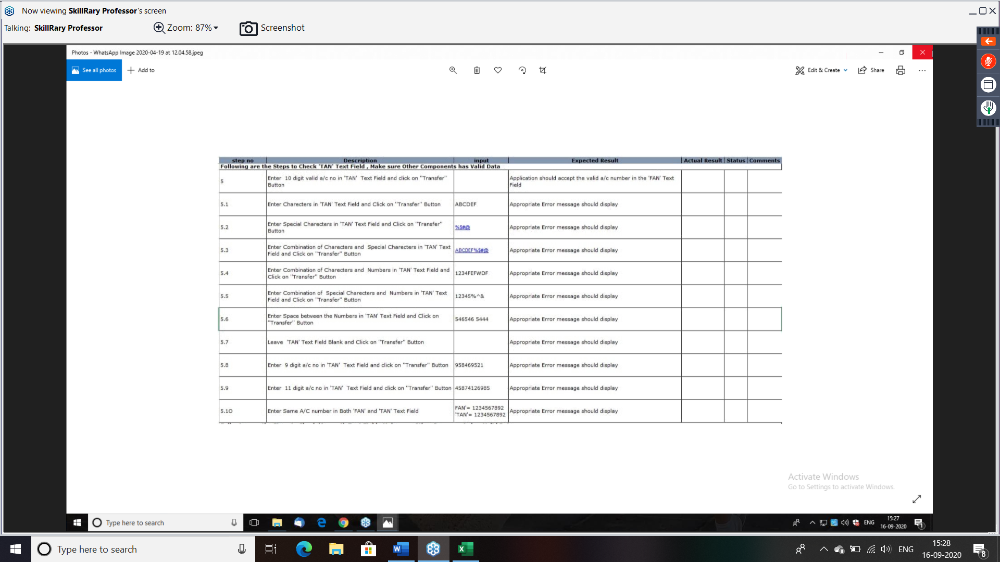 Now viewing SkillRary Professor's screen
Talking: SkillRary Professor
Zoom: 87%
Screenshot
Photos - WhatsApp Image 2020-04-19 at 12.04.58.jpeg
See all photos
Add to
Edit & Create
Share
step no Description input Expected Result Actual Result Status Comments
Following are the Steps to Check 'TAN' Text Field , Make sure Other Components has Valid Data
5
Enter 10 digit valid a/c no in 'TAN' Text Field and click on "Transfer"
Button
Application should accept the valid a/c number in the 'FAN' Text
Field
5.1 Enter Charecters in 'TAN' Text Field and Click on "Transfer" Button ABCDEF Appropriate Error message should display
5.2
Enter Special Charecters in 'TAN' Text Field and Click on "Transfer"
Button
%$#@ Appropriate Error message should display
5.3
Enter Combination of Charecters and Special Charecters in 'TAN' Text
Field and Click on "Transfer" Button
ABCDEF%$#@ Appropriate Error message should display
5.4
Enter Combination of Charecters and Numbers in 'TAN' Text Field and
Click on "Transfer" Button
1234FEFWDF Appropriate Error message should display
5.5
Enter Combination of Special Charecters and Numbers in 'TAN' Text
Field and Click on "Transfer" Button
12345%^& Appropriate Error message should display
5.6
Enter Space between the Numbers in 'TAN' Text Field and Click on
"Transfer" Button
546546 5444 Appropriate Error message should display
5.7 Leave 'TAN' Text Field Blank and Click on "Transfer" Button Appropriate Error message should display
5.8 Enter 9 digit a/c no in 'TAN' Text Field and click on "Transfer" Button 958469521 Appropriate Error message should display
5.9 Enter 11 digit a/c no in 'TAN' Text Field and click on "Transfer" Button 45874126985 Appropriate Error message should display
5.10 Enter Same A/C number in Both 'FAN' and 'TAN' Text Field
FAN'= 1234567892
'TAN'= 1234567892
Appropriate Error message should display
Activate Windows
Go to Settings to activate Windows.
Type here to search
ENG
15:27
16-09-2020
1
Type here to search
ENG
15:28
16-09-2020
8